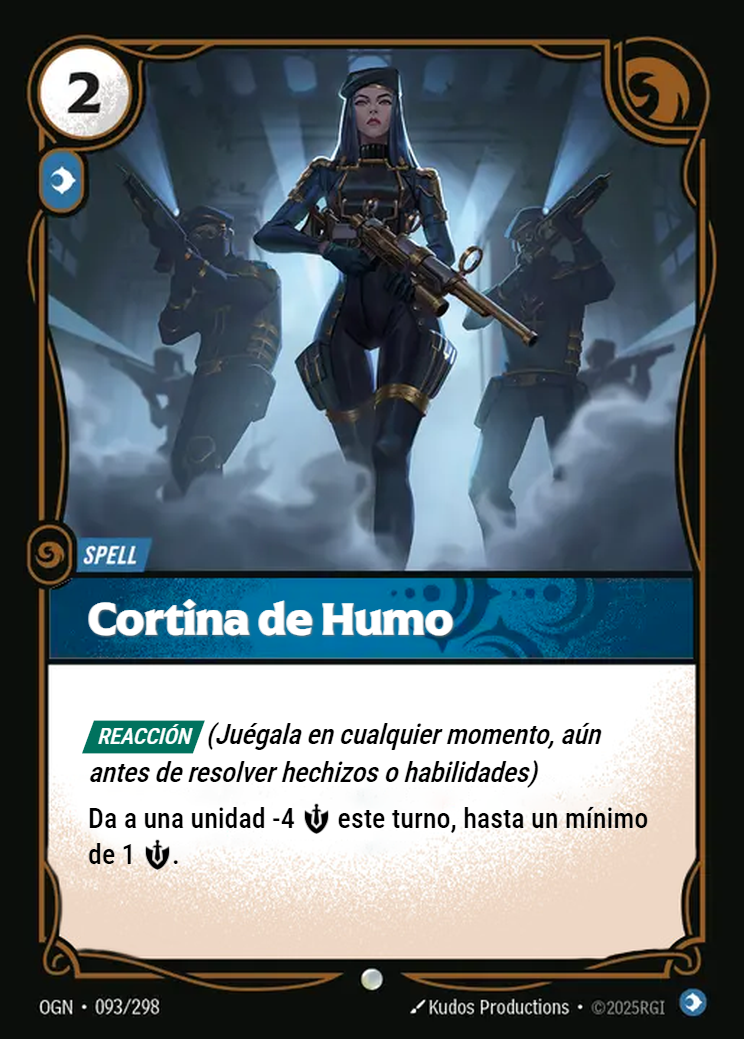 2
SPELL
Cortina de Humo
REACCIÓN (Juégala en cualquier momento, aún
antes de resolver hechizos o habilidades)
Da a una unidad -4 este turno, hasta un mínimo
de 1 .
OGN • 093/298
Kudos Productions • ©2025RGI